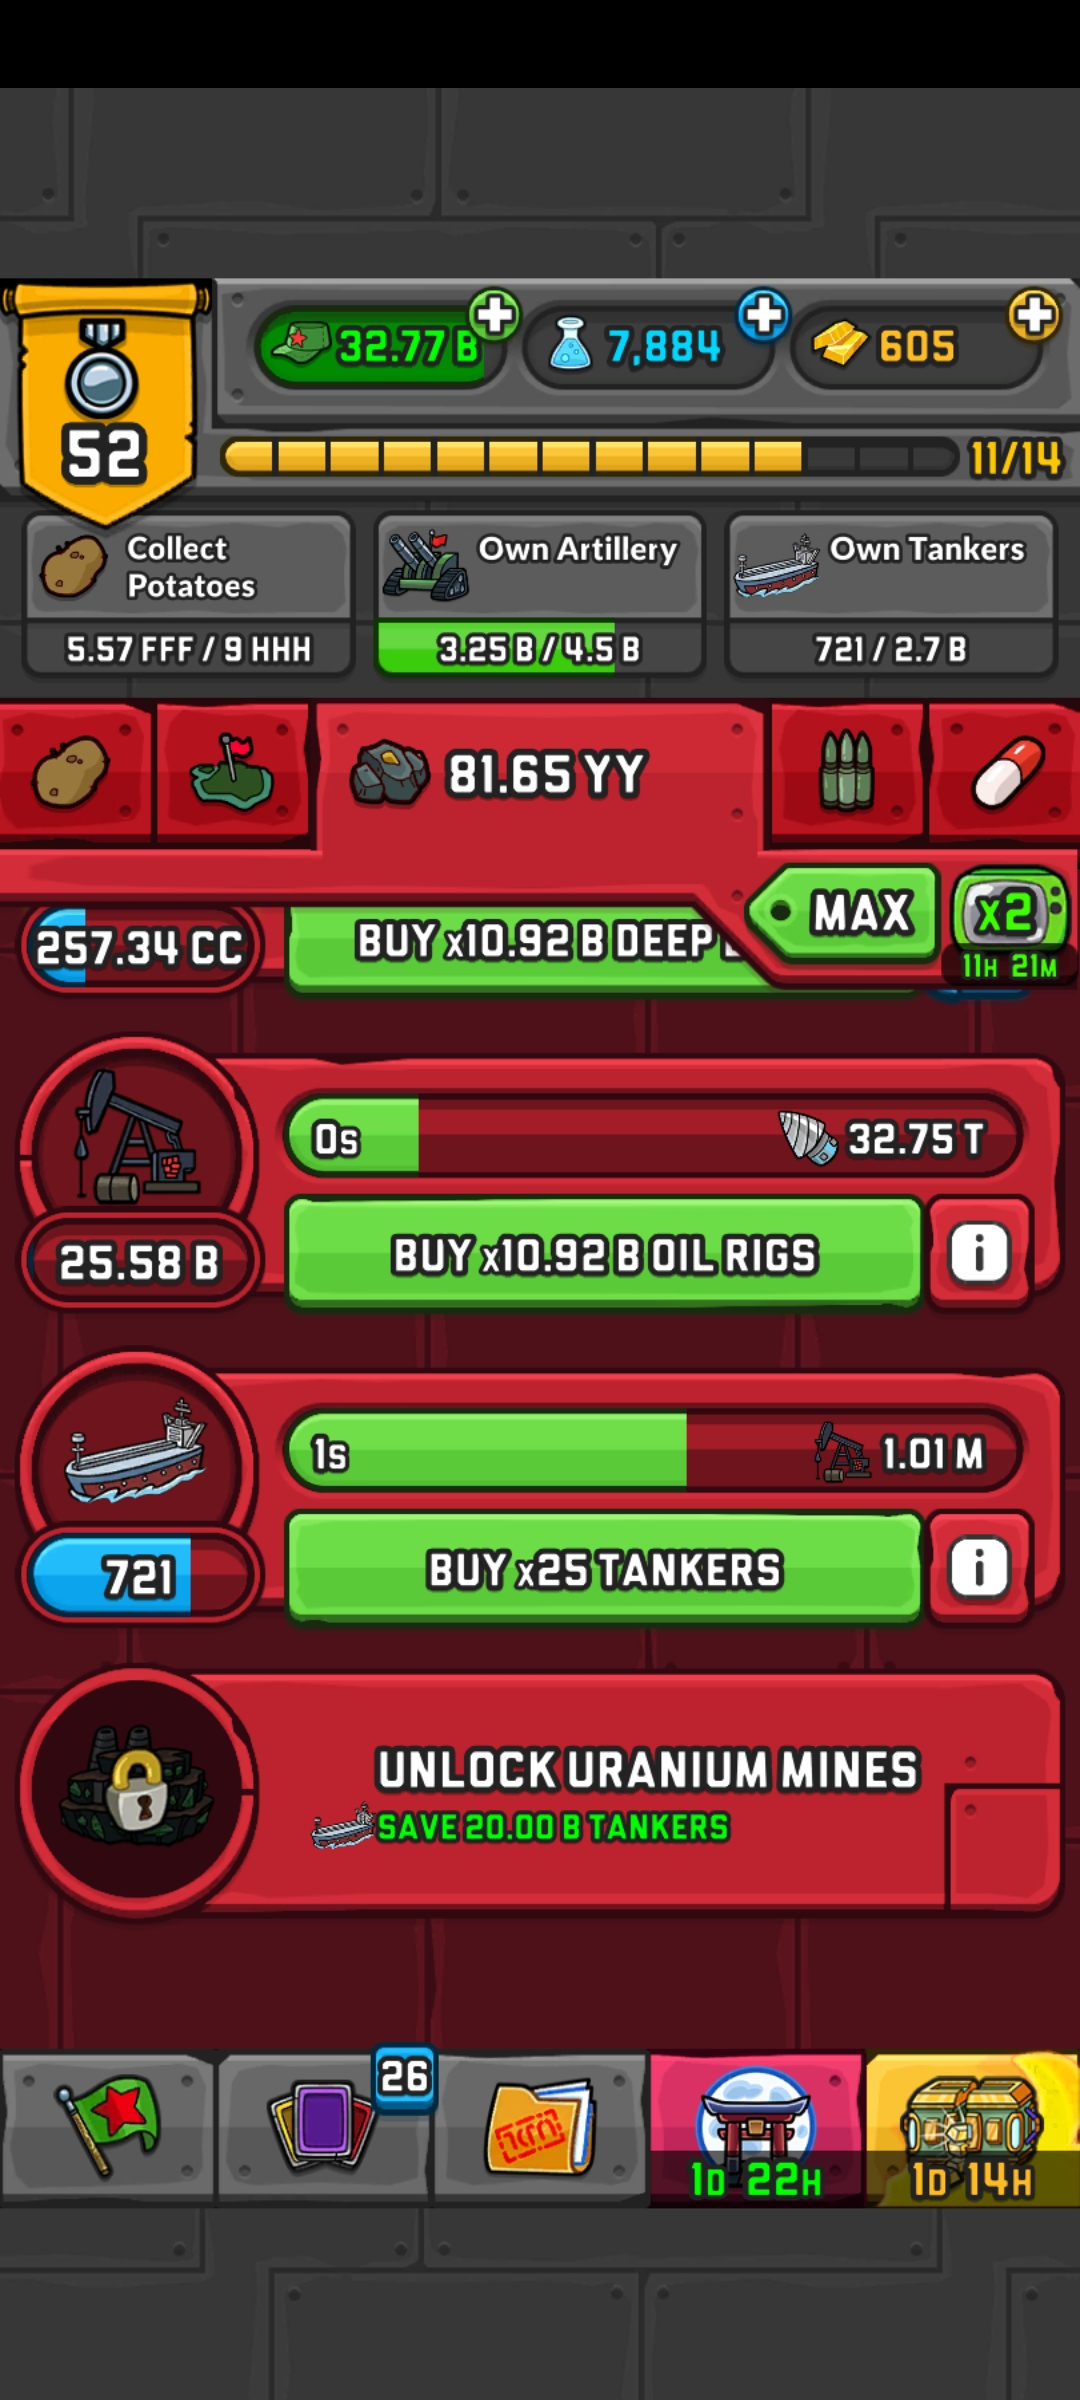 32.77 B
7,884
605
52
11/14
Collect
Potatoes
5.57 FFF / 9 HHH
Own Artillery
3.25 B / 4.5 B
Own Tankers
721 / 2.7 B
81.65 YY
MAX
x2
11H 21M
257.34 CC
BUY x10.92 B DEEP
0s
32.75 T
25.58 B
BUY x10.92 B OIL RIGS
i
1s
1.01 M
721
BUY x25 TANKERS
i
UNLOCK URANIUM MINES
SAVE 20.00 B TANKERS
26
1D 22H
1D 14H